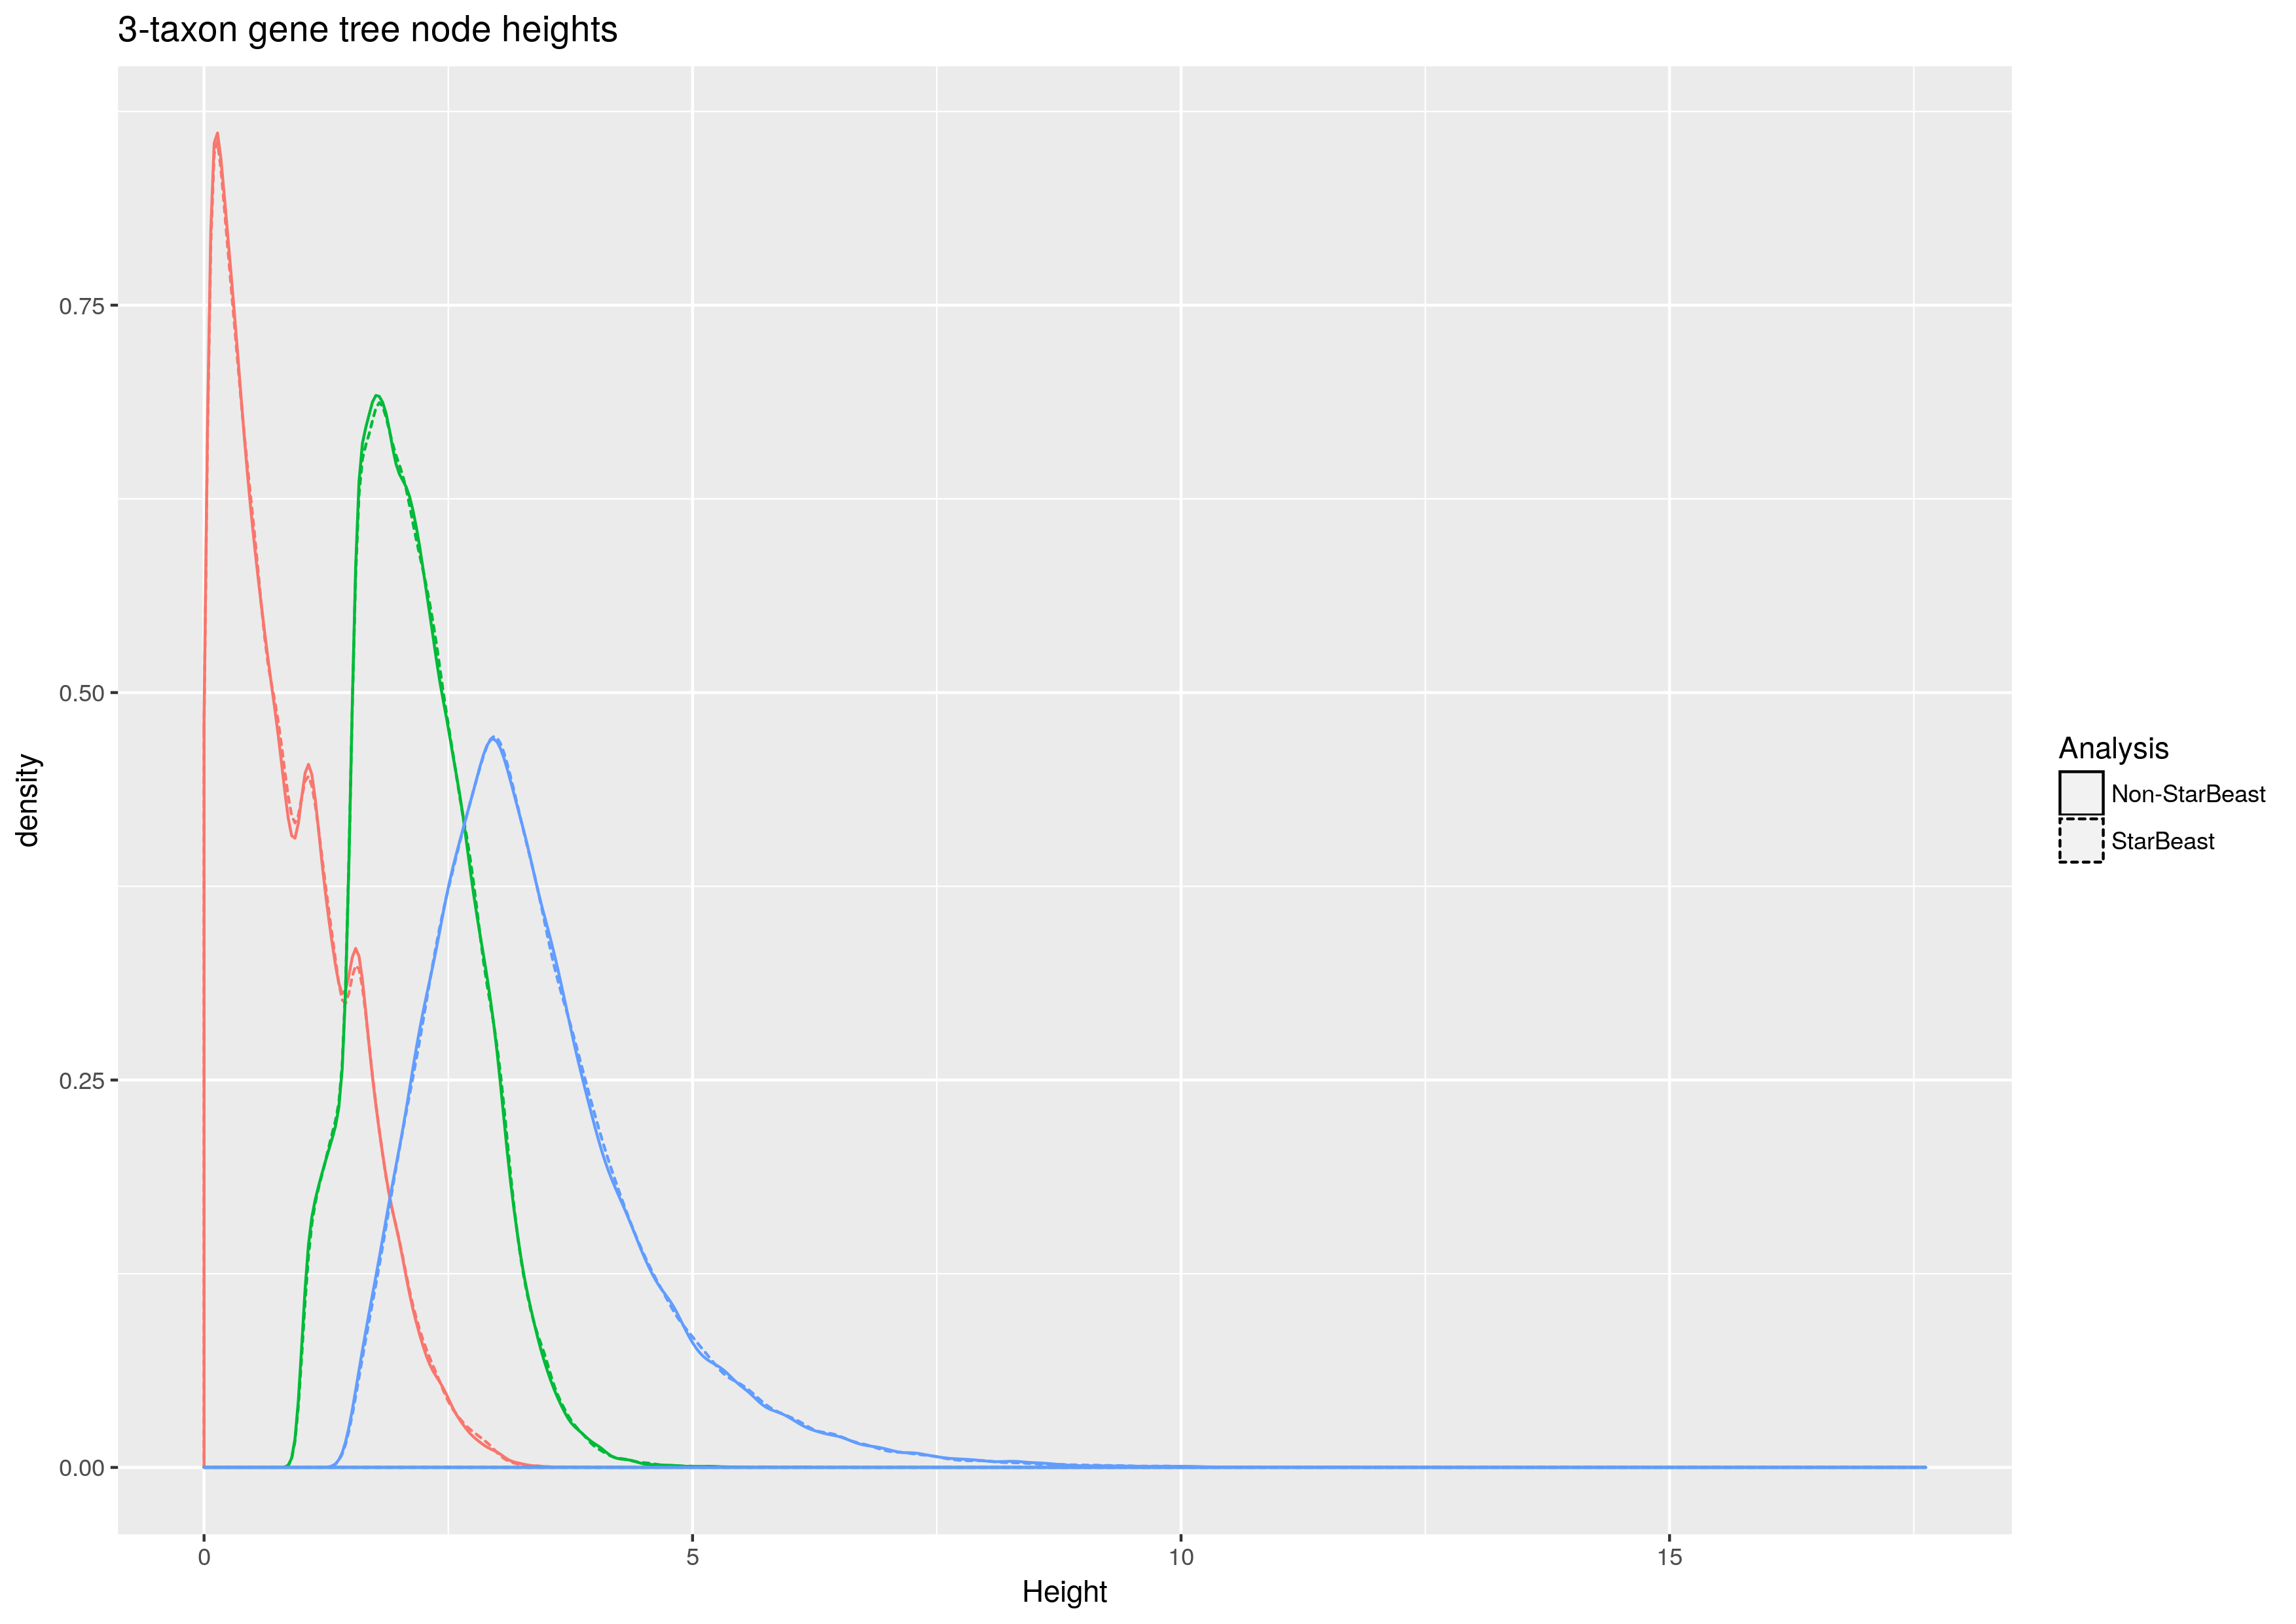 3-taxon gene tree node heights
0.75
0.50
0.25
0.00
density
0
5
10
15
Height
Analysis
Non-StarBeast
StarBeast